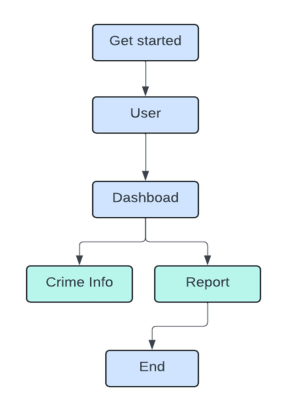 Get started
User
Dashboad
Crime Info
Report
End